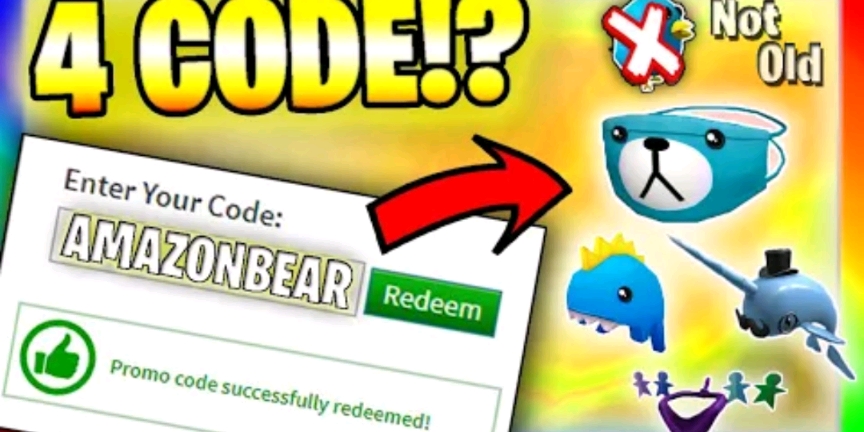 4 CODE!?
Not
Old
Enter Your Code:
AMAZONBEAR
Redeem
Promo code successfully redeemed!